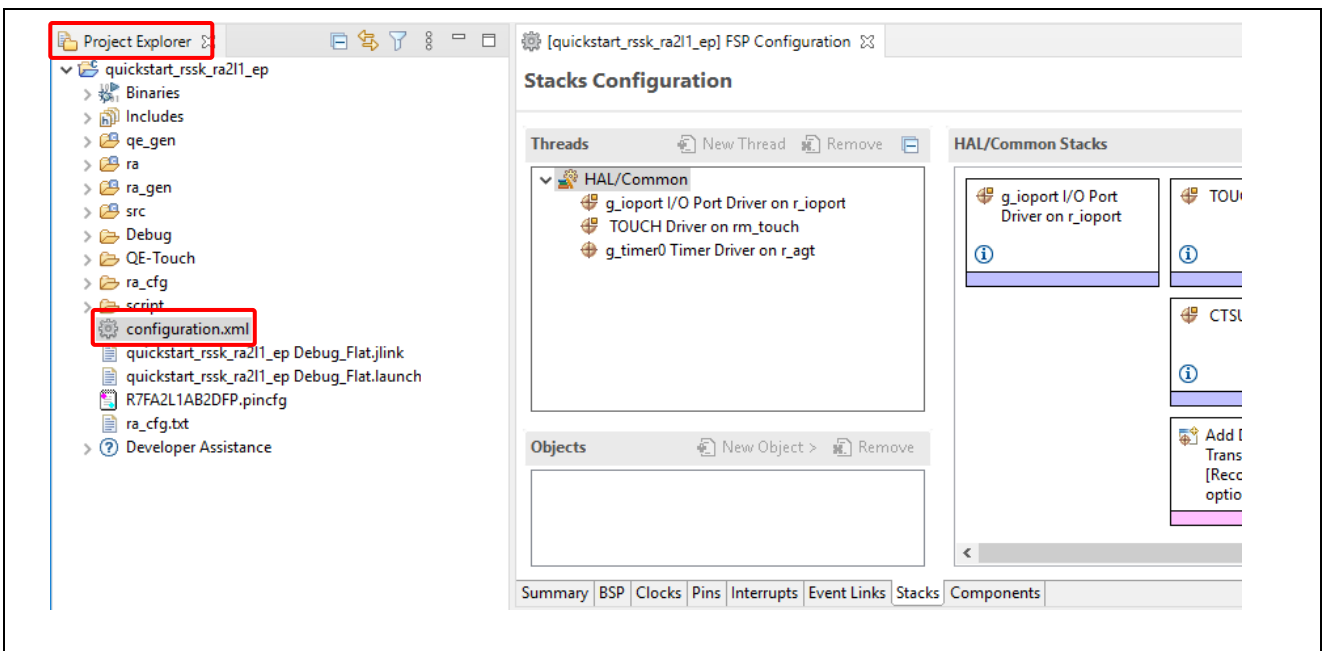 Project Explorer
quickstart_rssk_ra2l1_ep
Binaries
Includes
qe_gen
ra
ra_gen
src
Debug
QE-Touch
ra_cfg
script
configuration.xml
quickstart_rssk_ra2l1_ep Debug_Flat.jlink
quickstart_rssk_ra2l1_ep Debug_Flat.launch
R7FA2L1AB2DFP.pincfg
ra_cfg.txt
Developer Assistance
[quickstart_rssk_ra2l1_ep] FSP Configuration
Stacks Configuration
Threads
New Thread
Remove
HAL/Common
g_ioport I/O Port Driver on r_ioport
TOUCH Driver on rm_touch
g_timer0 Timer Driver on r_agt
Objects
New Object >
Remove
HAL/Common Stacks
g_ioport I/O Port
Driver on r_ioport
TOU
CTSU
Add
Trans
[Reco
optio
Summary BSP Clocks Pins Interrupts Event Links Stacks Components